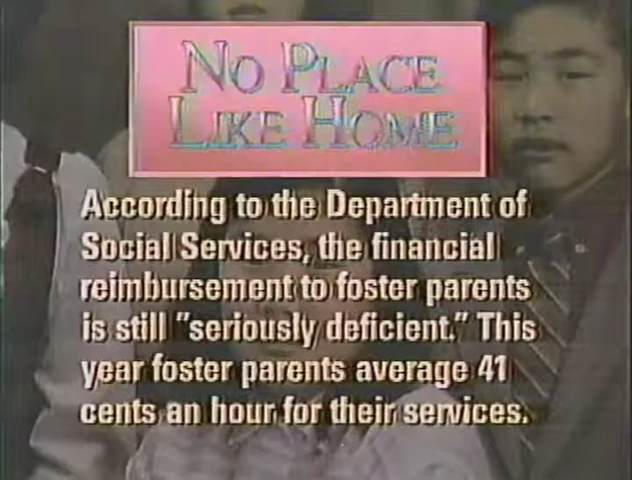 No Place
Like Home
According to the Department of
Social Services, the financial
reimbursement to foster parents
is still "seriously deficient." This
year foster parents average 41
cents an hour for their services.